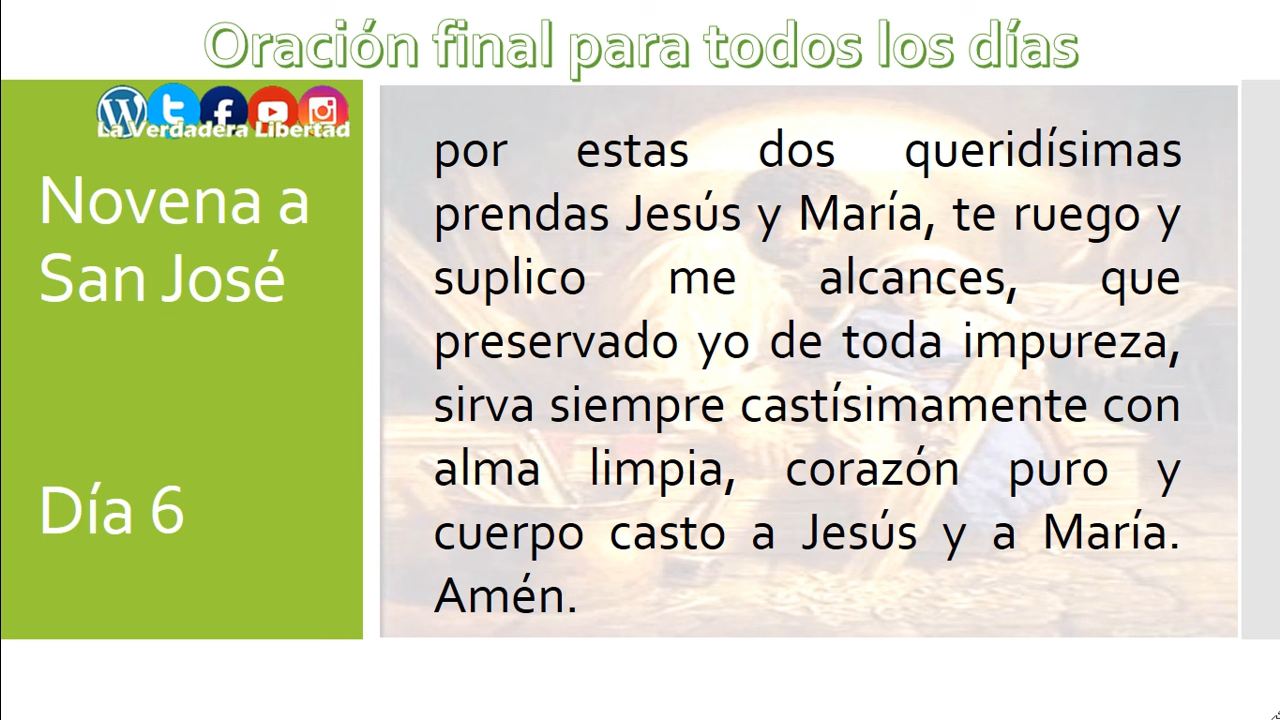 Oración final para todos los días
La Verdadera Libertad
Novena a
San José
Día 6
por estas dos queridísimas
prendas Jesús y María, te ruego y
suplico me alcances, que
preservado yo de toda impureza,
sirva siempre castísimamente con
alma limpia, corazón puro y
cuerpo casto a Jesús y a María.
Amén.